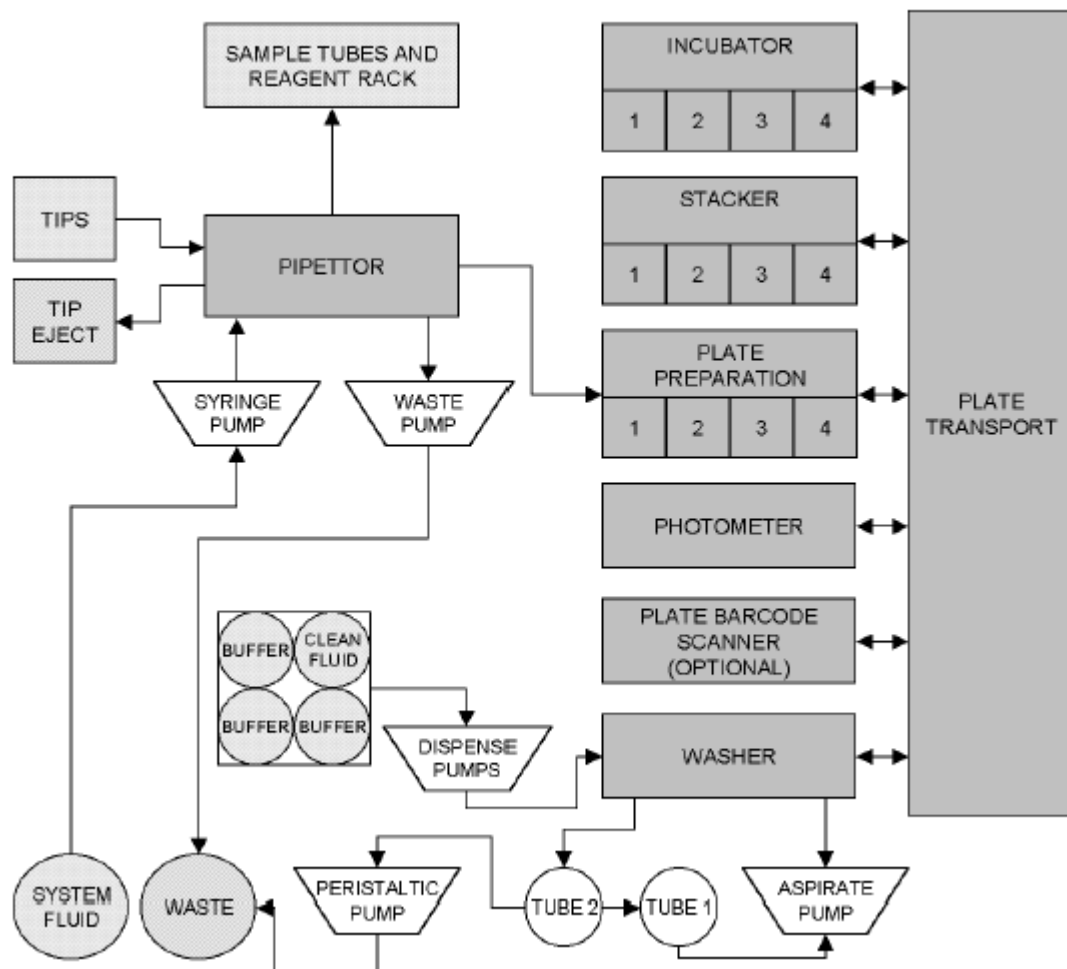 SAMPLE TUBES AND
REAGENT RACK
TIPS
TIP
EJECT
PIPETTOR
SYRINGE
PUMP
WASTE
PUMP
INCUBATOR
1 2 3 4
STACKER
1 2 3 4
PLATE
PREPARATION
1 2 3 4
PHOTOMETER
PLATE BARCODE
SCANNER
(OPTIONAL)
WASHER
PLATE
TRANSPORT
BUFFER
CLEAN
FLUID
BUFFER
BUFFER
DISPENSE
PUMPS
SYSTEM
FLUID
WASTE
PERISTALTIC
PUMP
TUBE 2
TUBE 1
ASPIRATE
PUMP